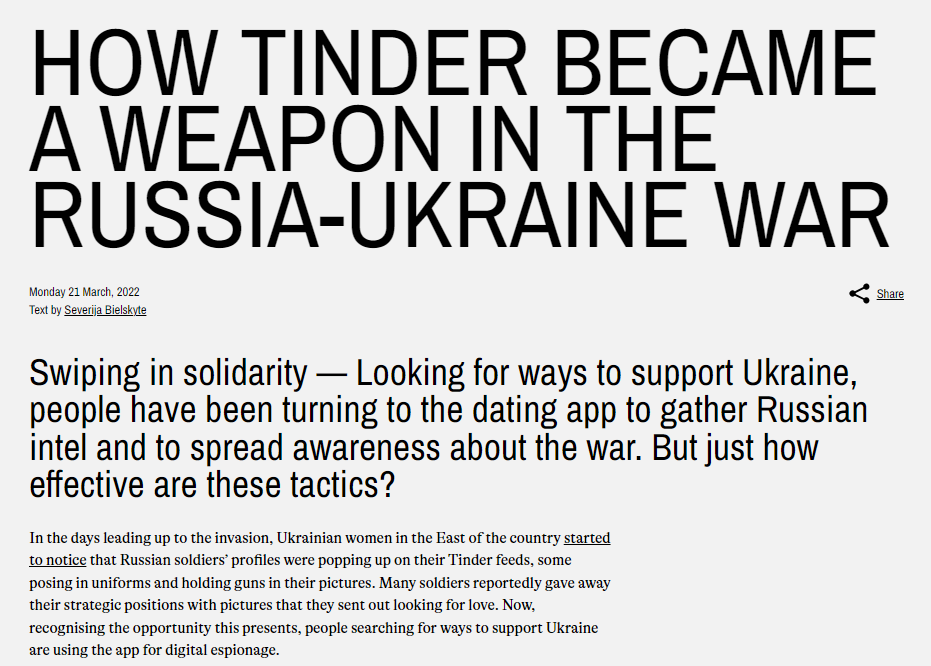 HOW TINDER BECAME
A WEAPON IN THE
RUSSIA-UKRAINE WAR
Monday 21 March, 2022
Text by Severija Bielskyte
Share
Swiping in solidarity — Looking for ways to support Ukraine,
people have been turning to the dating app to gather Russian
intel and to spread awareness about the war. But just how
effective are these tactics?
In the days leading up to the invasion, Ukrainian women in the East of the country started
to notice that Russian soldiers’ profiles were popping up on their Tinder feeds, some
posing in uniforms and holding guns in their pictures. Many soldiers reportedly gave away
their strategic positions with pictures that they sent out looking for love. Now,
recognising the opportunity this presents, people searching for ways to support Ukraine
are using the app for digital espionage.